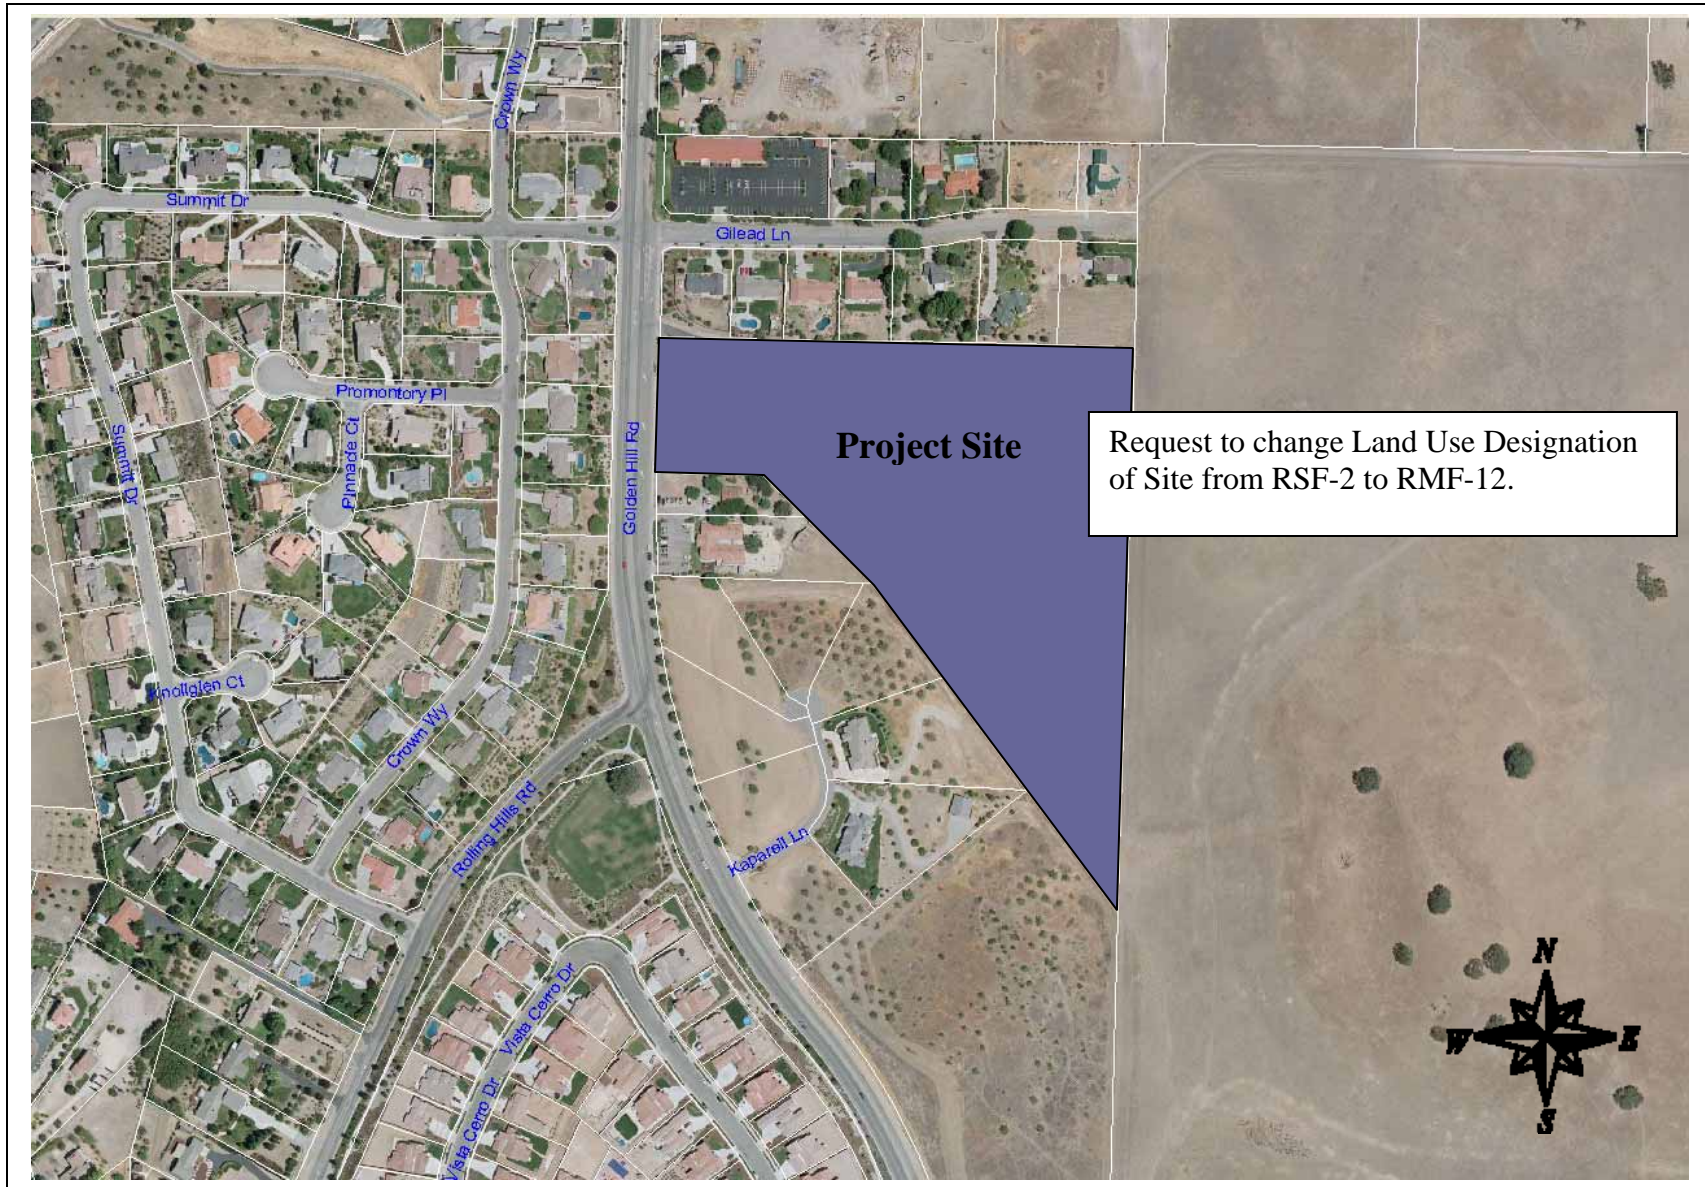 Crown Wy
Summit Dr
Gilead Ln
Promontory Pl
Pinnacle Ct
Summit Dr
Golden Hill Rd
Project Site
Request to change Land Use Designation
of Site from RSF-2 to RMF-12.
Knollglen Ct
Crown Wy
Rolling Hills Rd
Kapareil Ln
Vista Cerro Dr
Vista Cerro Dr
N
W
E
S